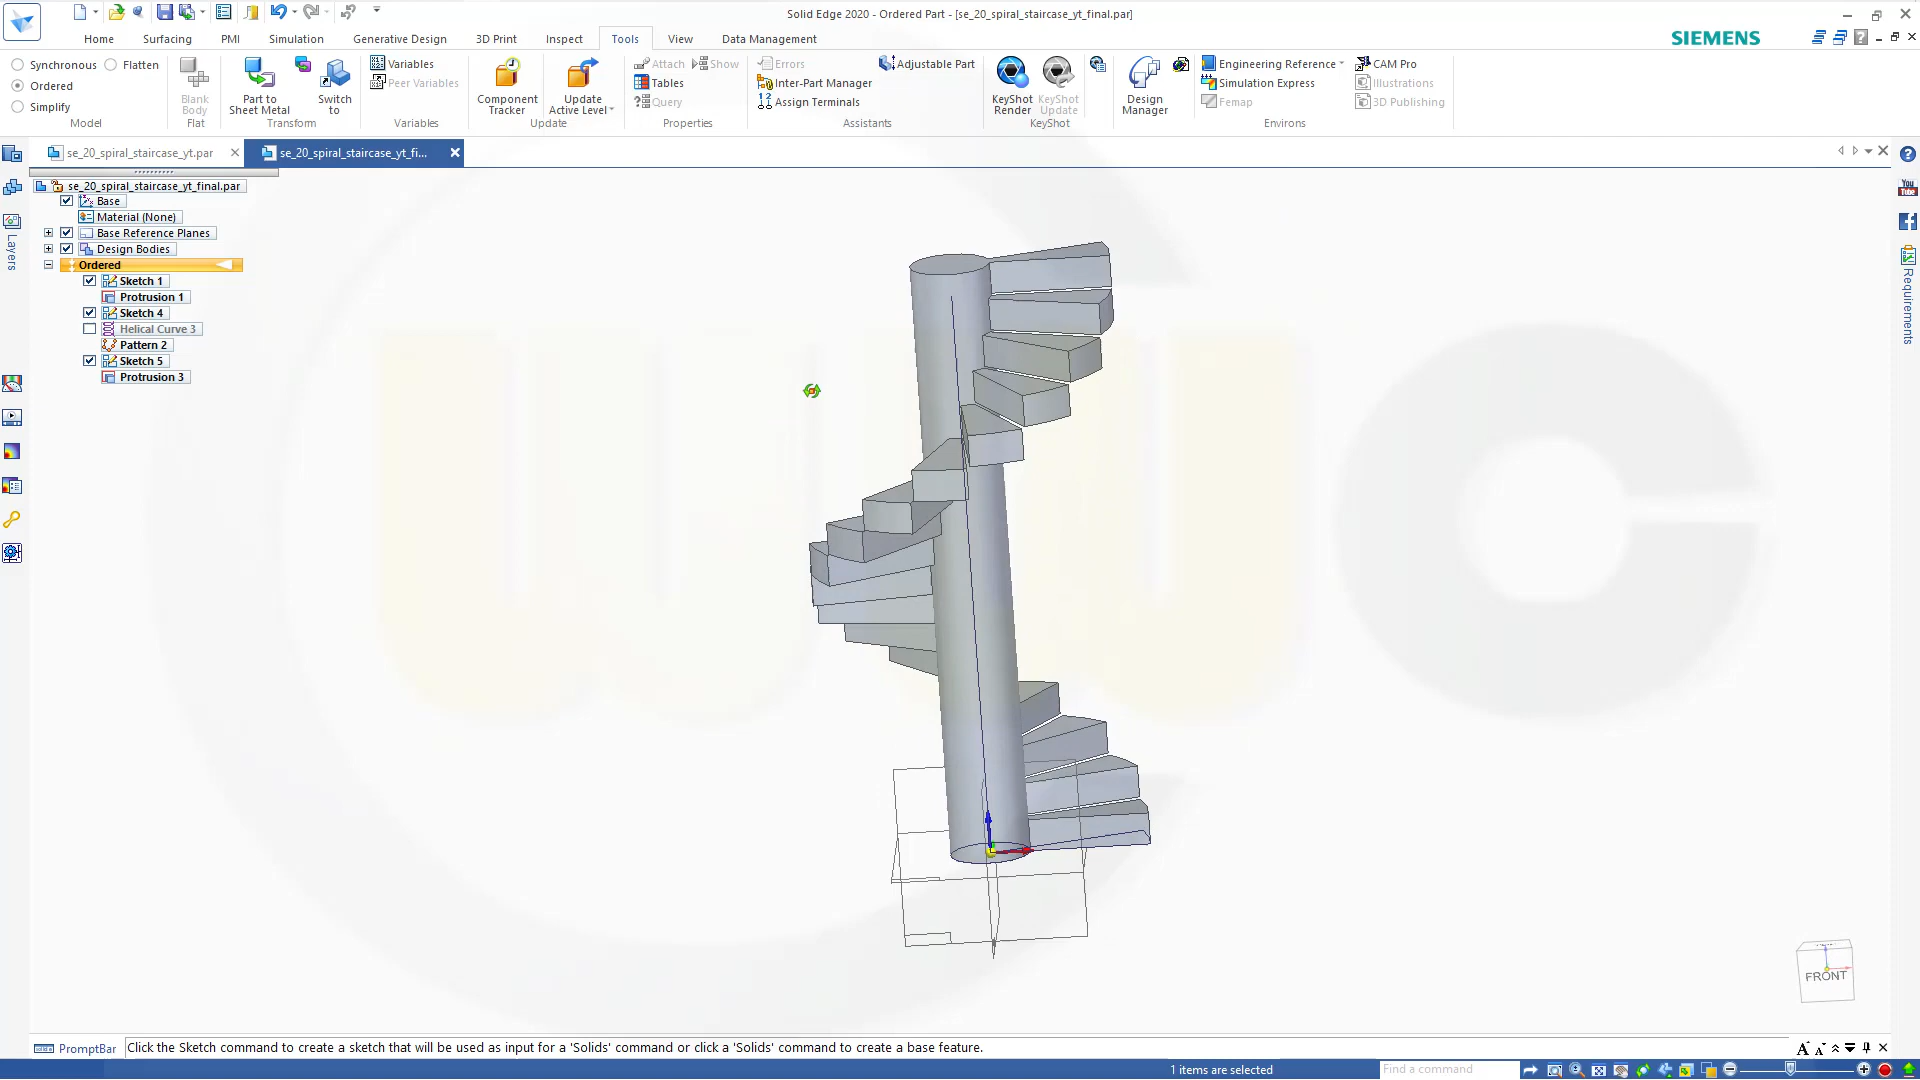 Solid Edge 2020 - Ordered Part - [se_20_spiral_staircase_yt_final.par]
Home Surfacing PMI Simulation Generative Design 3D Print Inspect Tools View Data Management
SIEMENS
Synchronous Flatten
Ordered
Simplify
Model
Blank Body
Flat
Part to Sheet Metal
Switch to
Transform
Variables
Peer Variables
Variables
Component Tracker
Update Active Level
Update
Attach Show
Tables
Query
Properties
Errors
Inter-Part Manager
Assign Terminals
Adjustable Part
Assistants
KeyShot Render
KeyShot Update
KeyShot
Design Manager
Engineering Reference
Simulation Express
Femap
CAM Pro
Illustrations
3D Publishing
Environs
se_20_spiral_staircase_yt.par
se_20_spiral_staircase_yt_fi...
se_20_spiral_staircase_yt_final.par
Base
Material (None)
Base Reference Planes
Design Bodies
Ordered
Sketch 1
Protrusion 1
Sketch 4
Helical Curve 3
Pattern 2
Sketch 5
Protrusion 3
Layers
You
Tube
Requirements
wwc
FRONT
PromptBar
Click the Sketch command to create a sketch that will be used as input for a 'Solids' command or click a 'Solids' command to create a base feature.
1 items are selected
Find a command